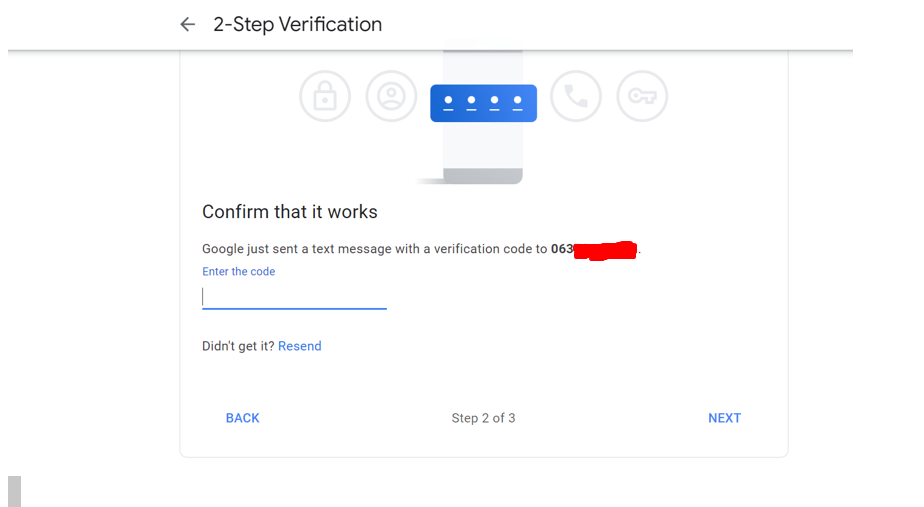 2-Step Verification
Confirm that it works
Google just sent a text message with a verification code to 063 .
Enter the code
Didn't get it? Resend
BACK Step 2 of 3 NEXT